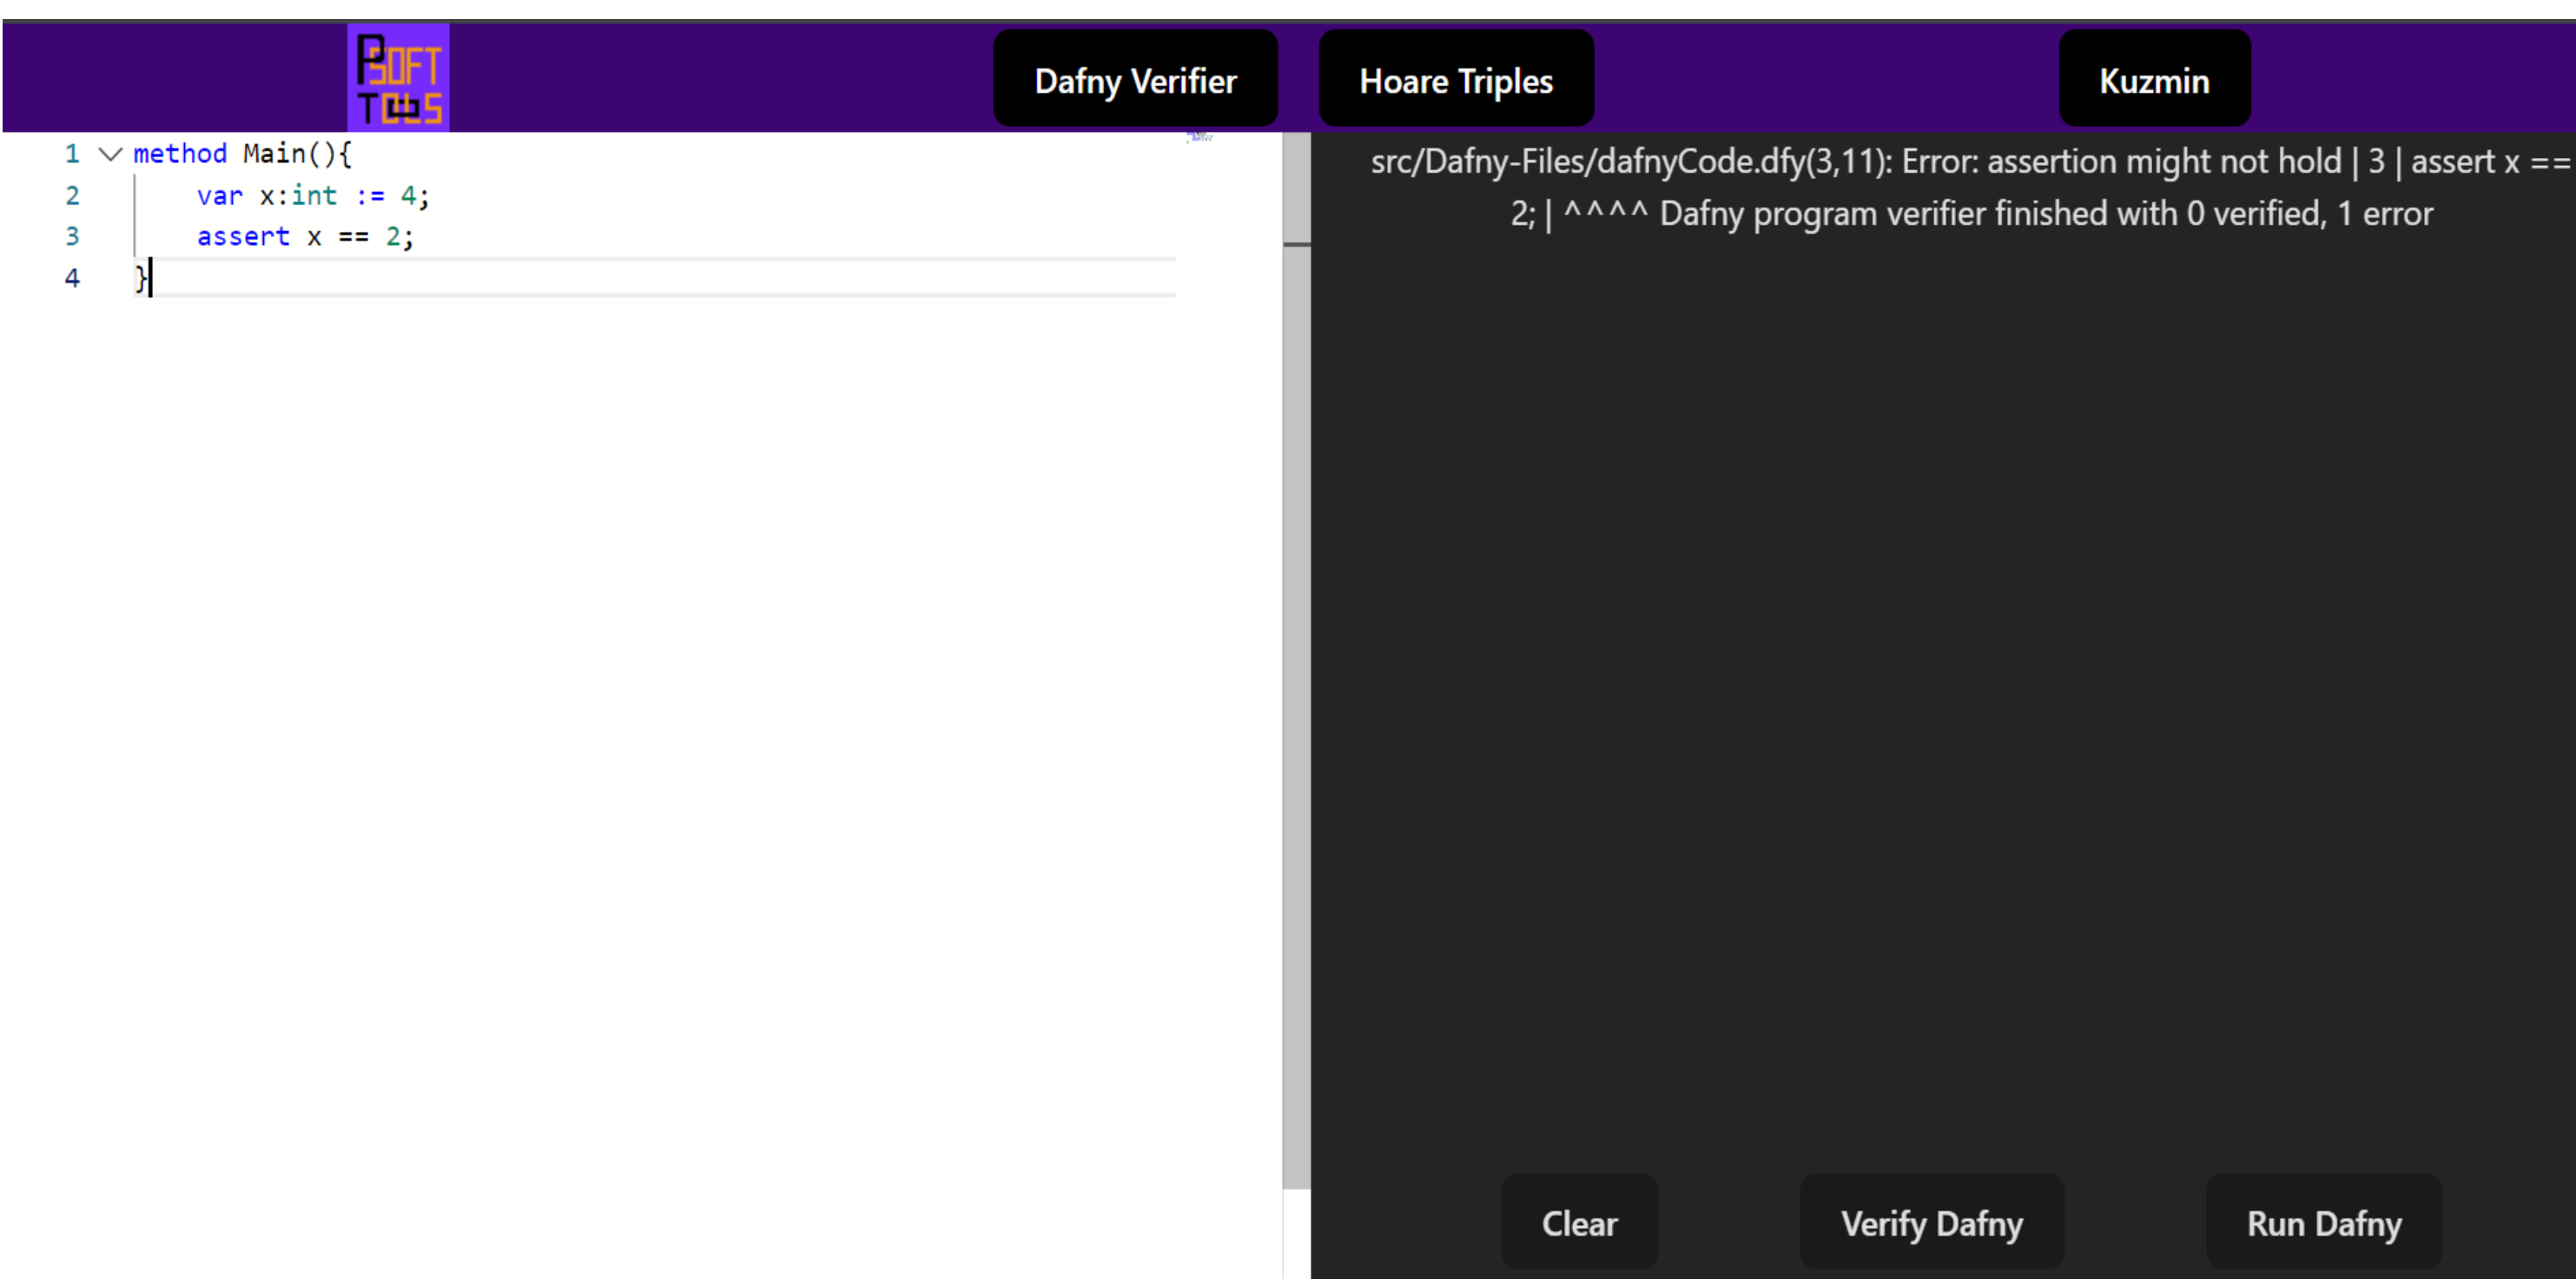 PSOFT
TOOLS
Dafny Verifier
Hoare Triples
Kuzmin
1 method Main(){
2 var x:int := 4;
3 assert x == 2;
4 }
src/Dafny-Files/dafnyCode.dfy(3,11): Error: assertion might not hold | 3 | assert x ==
2; | ^^^^ Dafny program verifier finished with 0 verified, 1 error
Clear
Verify Dafny
Run Dafny